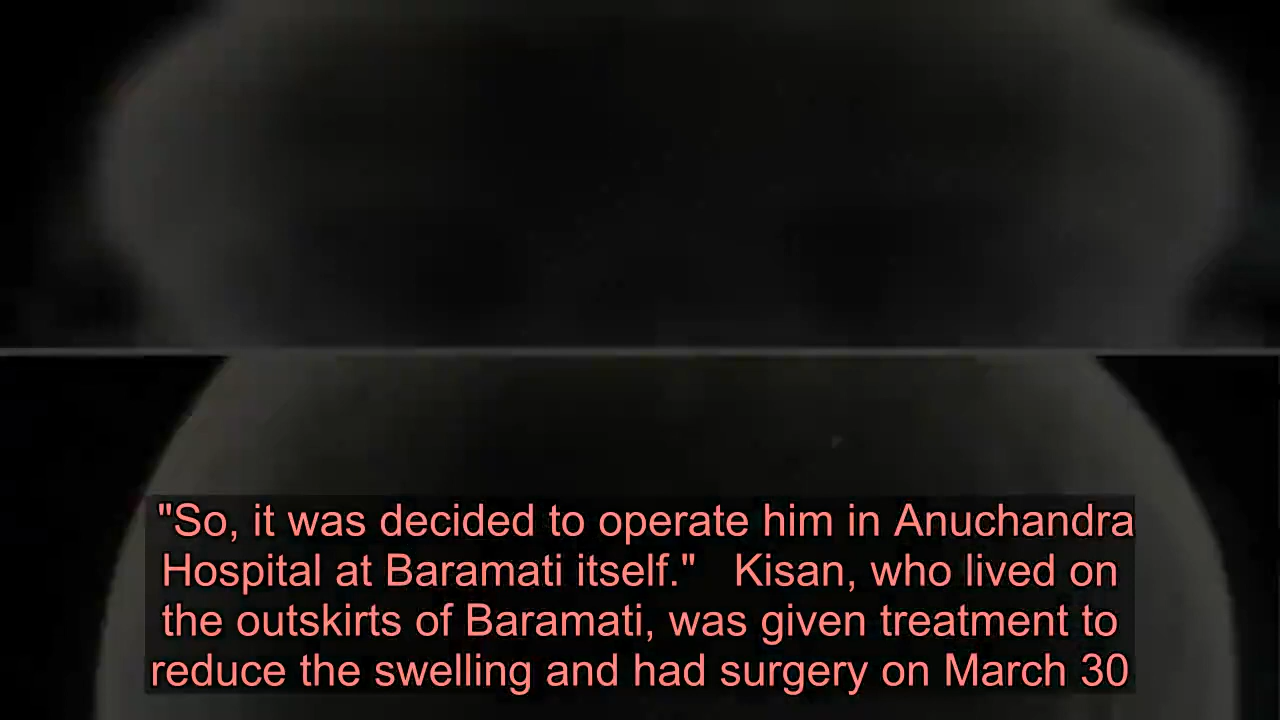 "So, it was decided to operate him in Anuchandra
Hospital at Baramati itself."   Kisan, who lived on
the outskirts of Baramati, was given treatment to
reduce the swelling and had surgery on March 30